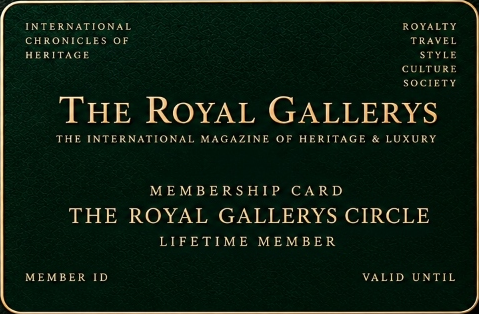 INTERNATIONAL
CHRONICLES OF
HERITAGE
ROYALTY
TRAVEL
STYLE
CULTURE
SOCIETY
THE ROYAL GALLERYS
THE INTERNATIONAL MAGAZINE OF HERITAGE & LUXURY
MEMBERSHIP CARD
THE ROYAL GALLERYS CIRCLE
LIFETIME MEMBER
MEMBER ID
VALID UNTIL